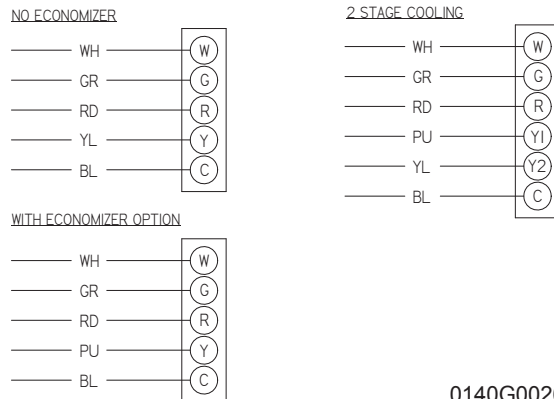 NO ECONOMIZER
WH W
GR G
RD R
YL Y
BL C
2 STAGE COOLING
WH W
GR G
RD R
PU Y1
YL Y2
BL C
WITH ECONOMIZER OPTION
WH W
GR G
RD R
PU Y
BL C